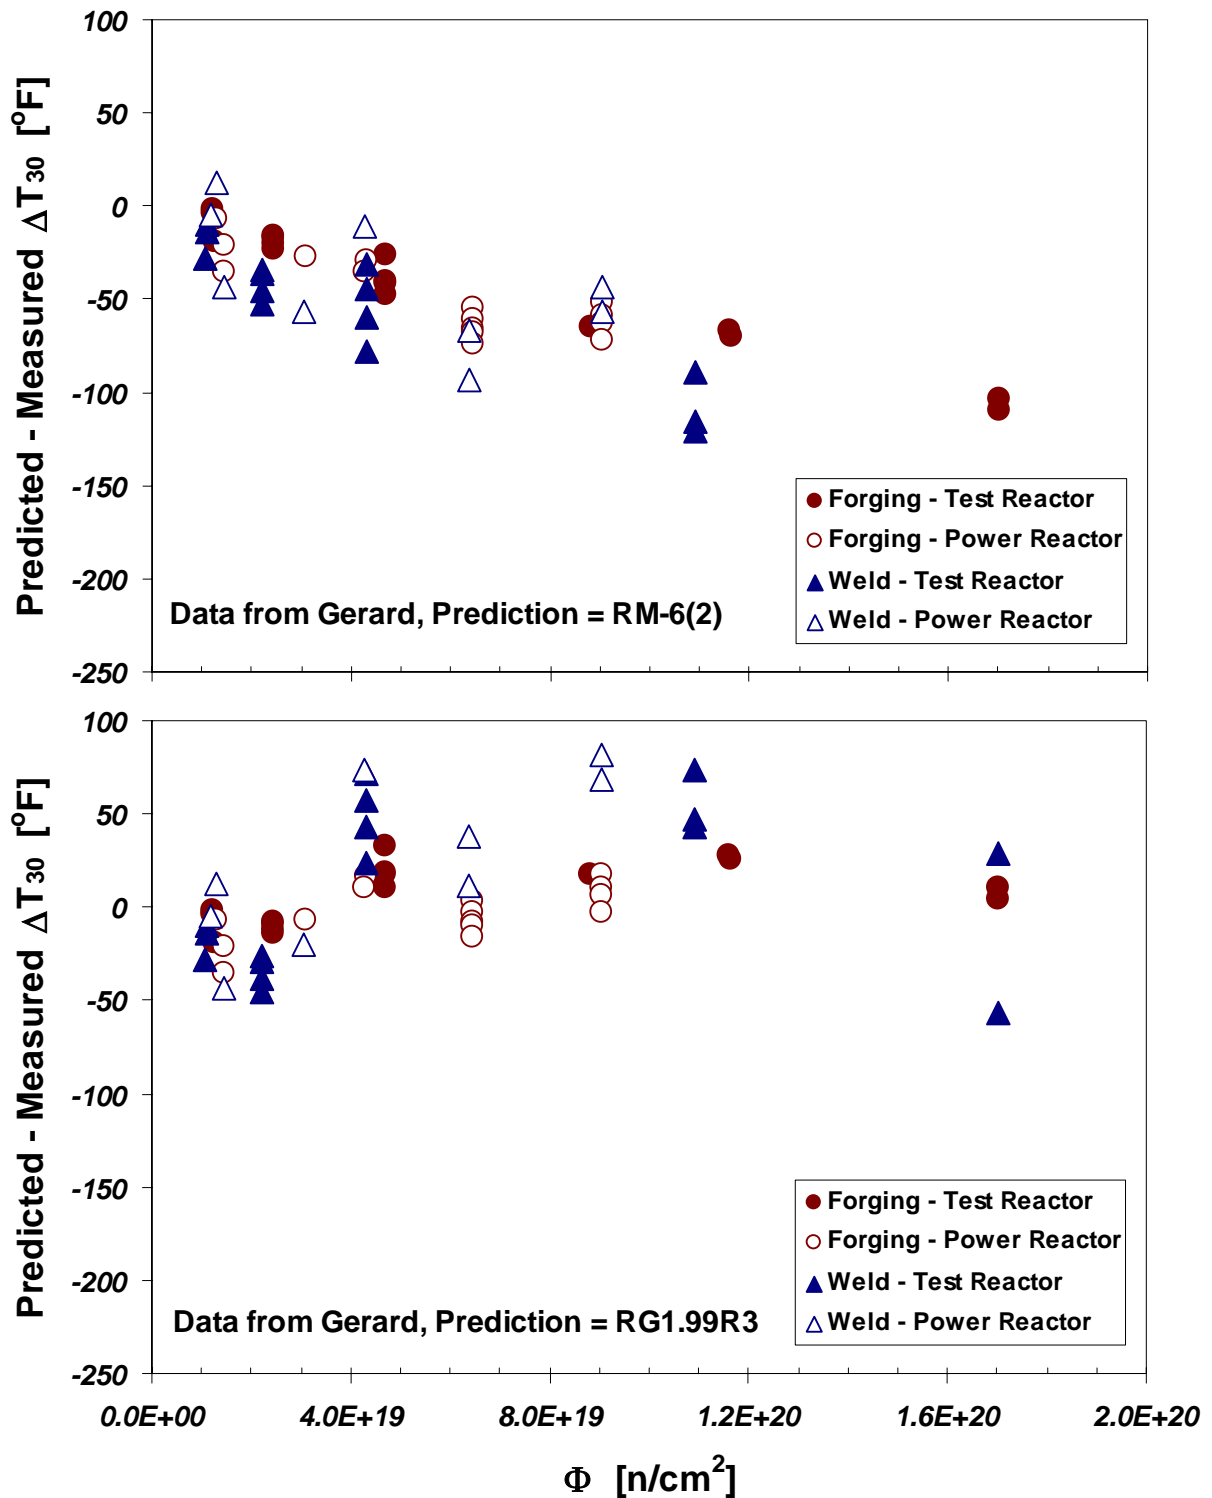 100
50
0
-50
-100
-150
-200
-250
Predicted - Measured ΔT30 [oF]
Forging - Test Reactor
Forging - Power Reactor
Weld - Test Reactor
Weld - Power Reactor
Data from Gerard, Prediction = RM-6(2)
100
50
0
-50
-100
-150
-200
-250
Predicted - Measured ΔT30 [oF]
Forging - Test Reactor
Forging - Power Reactor
Weld - Test Reactor
Weld - Power Reactor
Data from Gerard, Prediction = RG1.99R3
0.0E+00 4.0E+19 8.0E+19 1.2E+20 1.6E+20 2.0E+20
Φ [n/cm2]